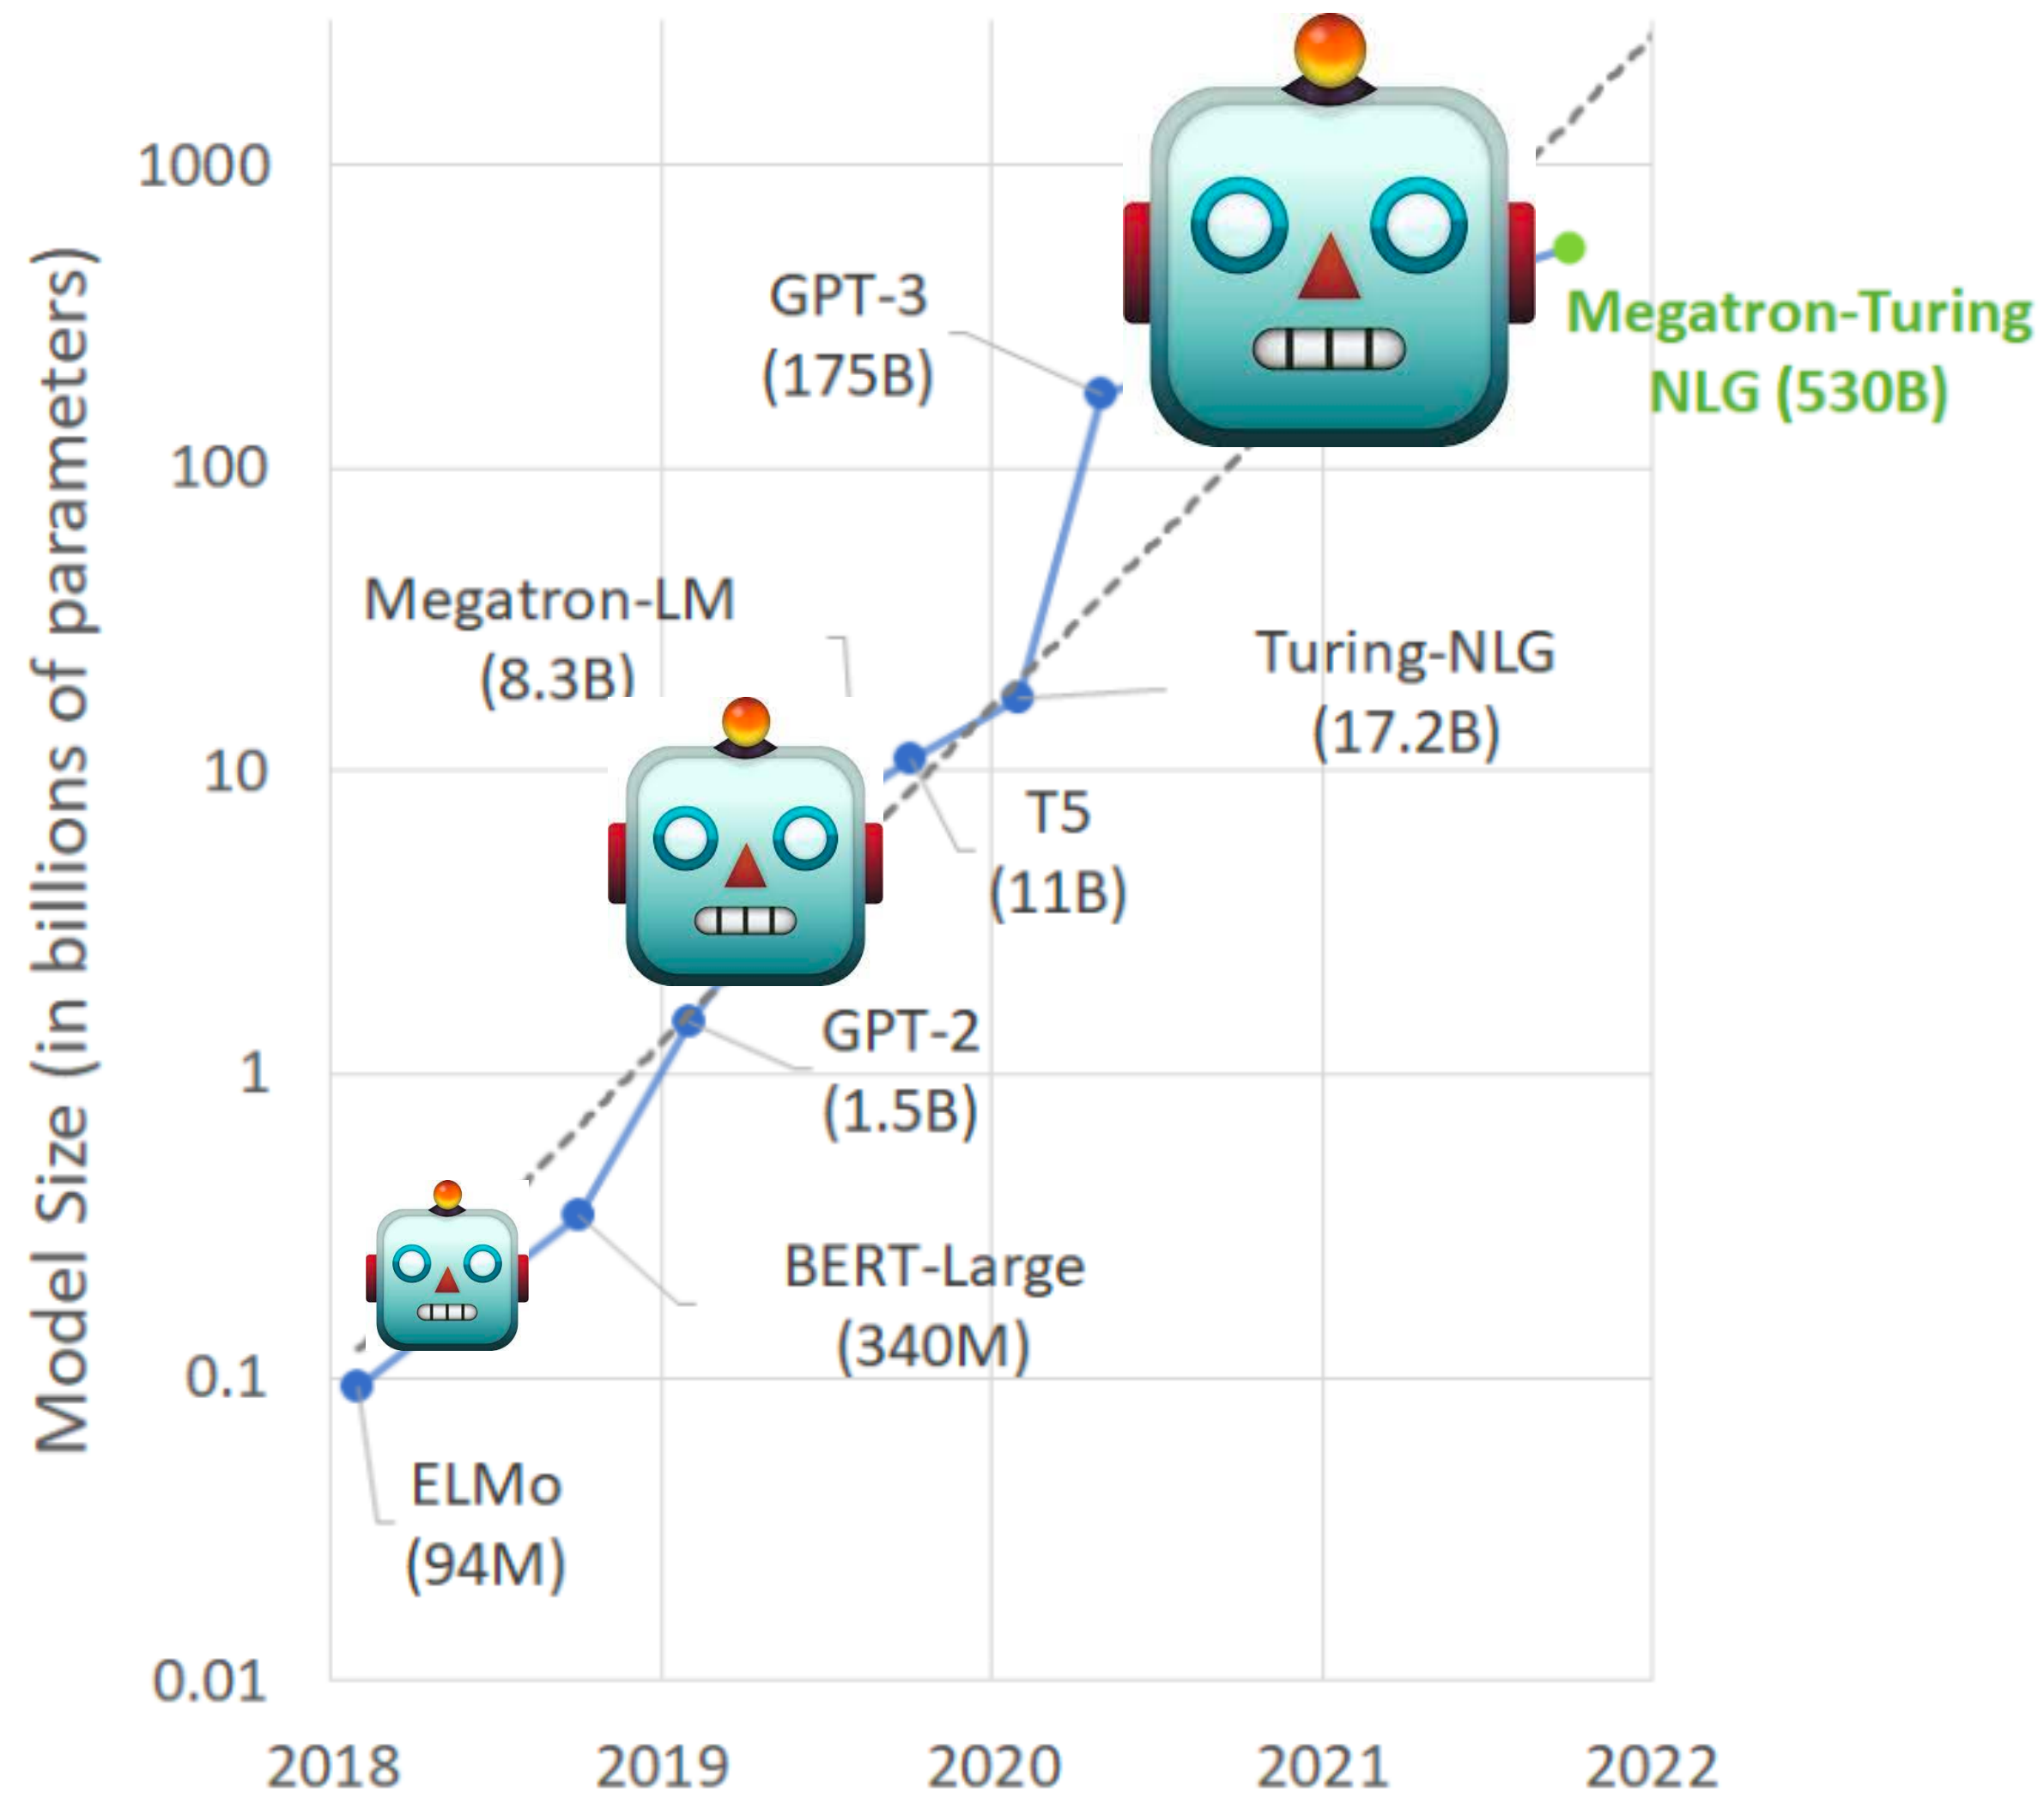 Model Size (in billions of parameters)
1000
100
10
1
0.1
0.01
2018
2019
2020
2021
2022
GPT-3
(175B)
Megatron-Turing
NLG (530B)
Megatron-LM
(8.3B)
Turing-NLG
(17.2B)
T5
(11B)
GPT-2
(1.5B)
BERT-Large
(340M)
ELMo
(94M)